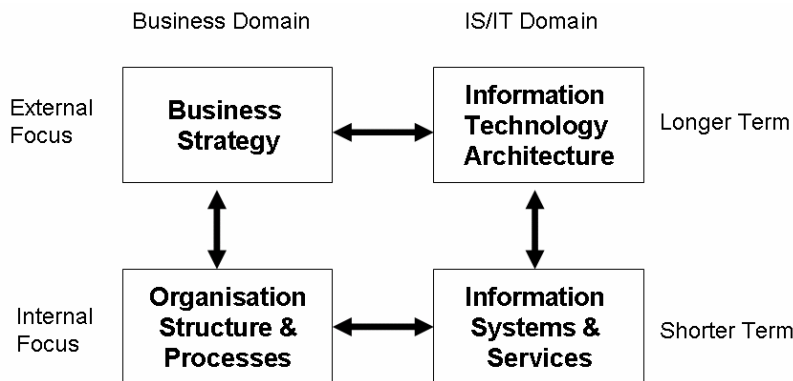 Business Domain
IS/IT Domain
External
Focus
Business
Strategy
Information
Technology
Architecture
Longer Term
Internal
Focus
Organisation
Structure &
Processes
Information
Systems &
Services
Shorter Term